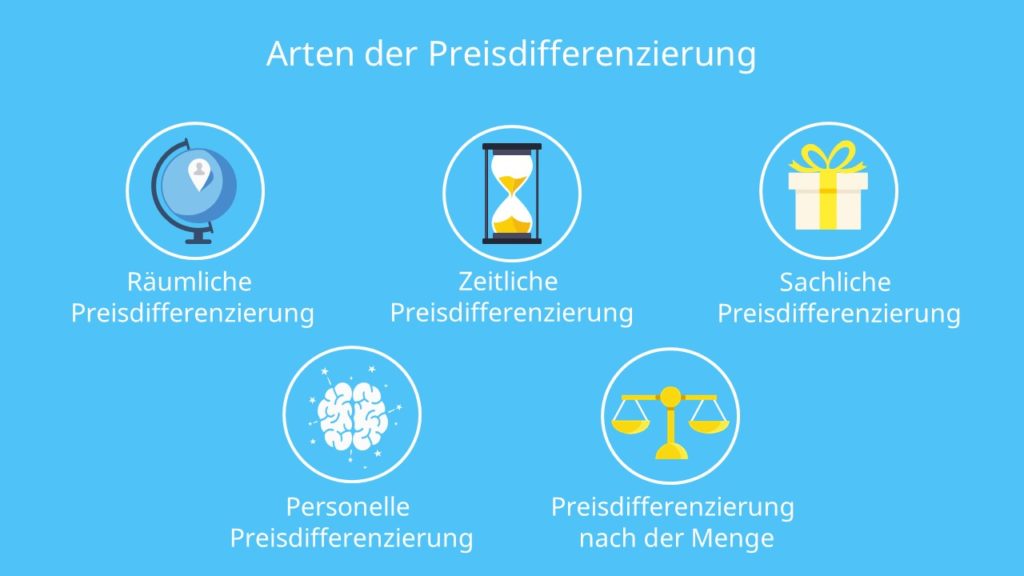 Arten der Preisdifferenzierung
Räumliche
Preisdifferenzierung
Zeitliche
Preisdifferenzierung
Sachliche
Preisdifferenzierung
Personelle
Preisdifferenzierung
Preisdifferenzierung
nach der Menge